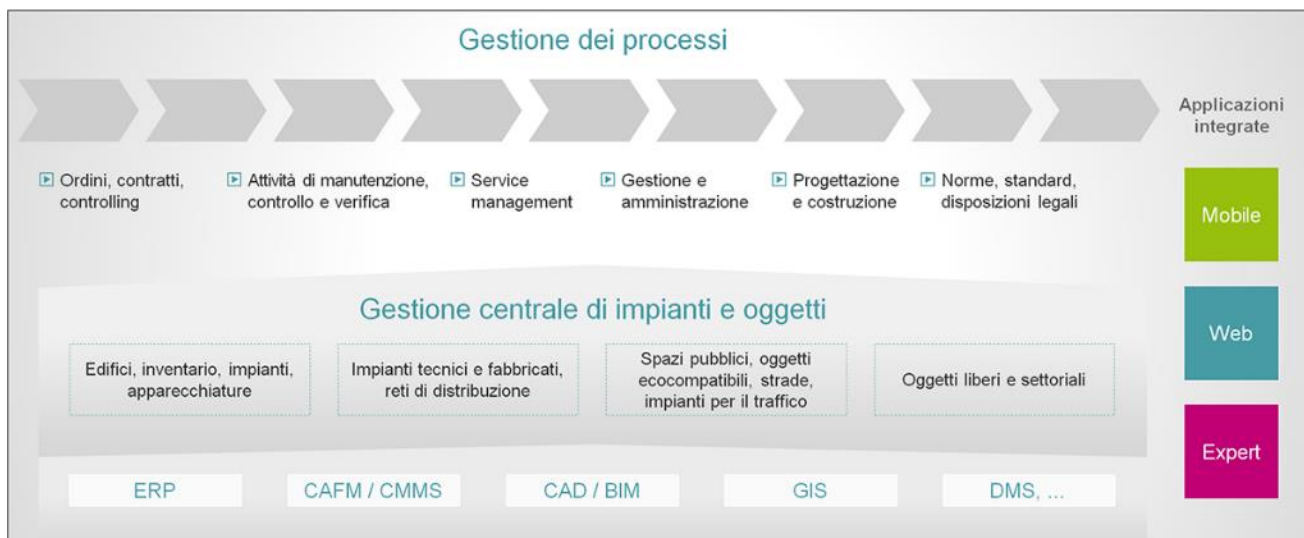 Gestione dei processi
Applicazioni
integrate
Ordini, contratti,
controlling
Attività di manutenzione,
controllo e verifica
Service
management
Gestione e
amministrazione
Progettazione
e costruzione
Norme, standard,
disposizioni legali
Mobile
Gestione centrale di impianti e oggetti
Edifici, inventario, impianti,
apparecchiature
Impianti tecnici e fabbricati,
reti di distribuzione
Spazi pubblici, oggetti
ecocompatibili, strade,
impianti per il traffico
Oggetti liberi e settoriali
Web
Expert
ERP
CAFM / CMMS
CAD / BIM
GIS
DMS, ...